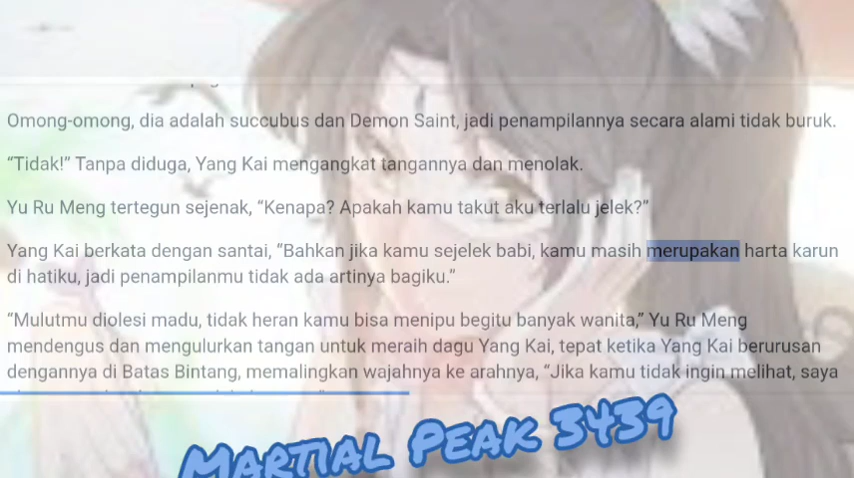 Omong-omong, dia adalah succubus dan Demon Saint, jadi penampilannya secara alami tidak buruk.
“Tidak!” Tanpa diduga, Yang Kai mengangkat tangannya dan menolak.
Yu Ru Meng tertegun sejenak, “Kenapa? Apakah kamu takut aku terlalu jelek?”
Yang Kai berkata dengan santai, “Bahkan jika kamu sejelek babi, kamu masih merupakan harta karun
di hatiku, jadi penampilanmu tidak ada artinya bagiku.”
“Mulutmu diolesi madu, tidak heran kamu bisa menipu begitu banyak wanita,” Yu Ru Meng
mendengus dan mengulurkan tangan untuk meraih dagu Yang Kai, tepat ketika Yang Kai berurusan
dengannya di Batas Bintang, memalingkan wajahnya ke arahnya, “Jika kamu tidak ingin melihat, saya
Martial Peak 3439